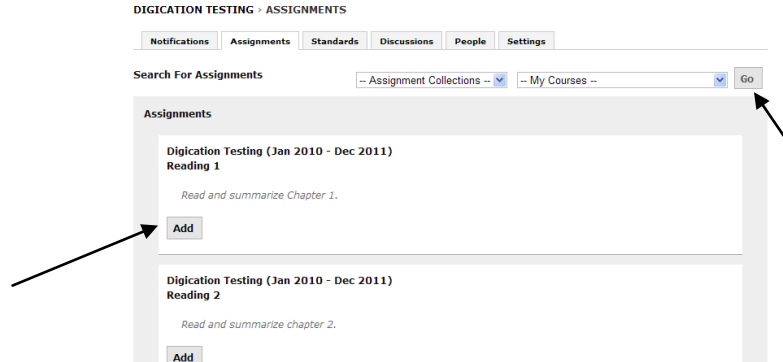 DIGICATION TESTING › ASSIGNMENTS
Notifications Assignments Standards Discussions People Settings
Search For Assignments -- Assignment Collections -- -- My Courses -- Go
Assignments
Digication Testing (Jan 2010 - Dec 2011)
Reading 1
Read and summarize Chapter 1.
Add
Digication Testing (Jan 2010 - Dec 2011)
Reading 2
Read and summarize chapter 2.
Add